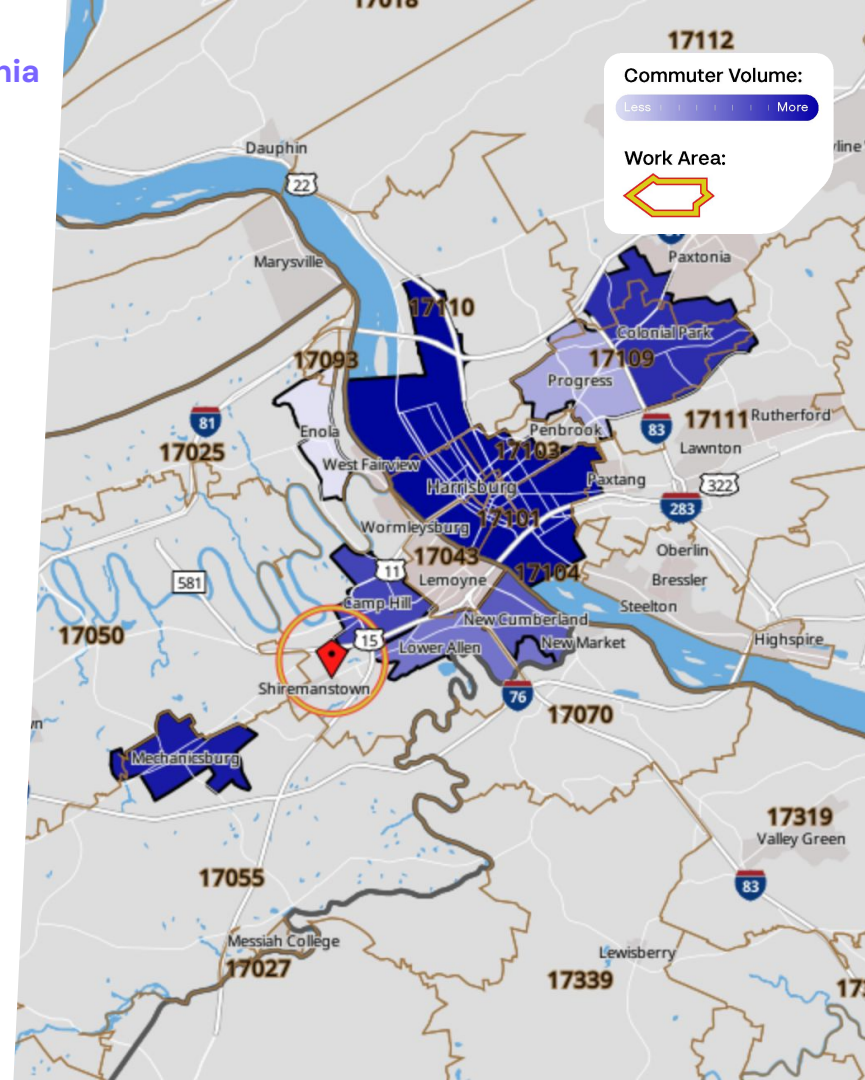 17018
nia
17112
Commuter Volume:
Less
More
Work Area:
Dauphin
22
Paxtonia
Marysville
17110
Colonial Park
17093
17109
Progress
81
17025
Enola
Penbrook
83
17111
Rutherford
Lawnton
17103
West Fairview
Harrisburg
Paxtang
322
283
17101
Wormleysburg
17043
Oberlin
11
Lemoyne
17104
Bressler
581
Camp Hill
Steelton
New Cumberland
17050
15
Lower Allen
New Market
Highspire
Shiremanstown
76
17070
wn
Mechanicsburg
17319
Valley Green
17055
83
Messiah College
17027
Lewisberry
17339